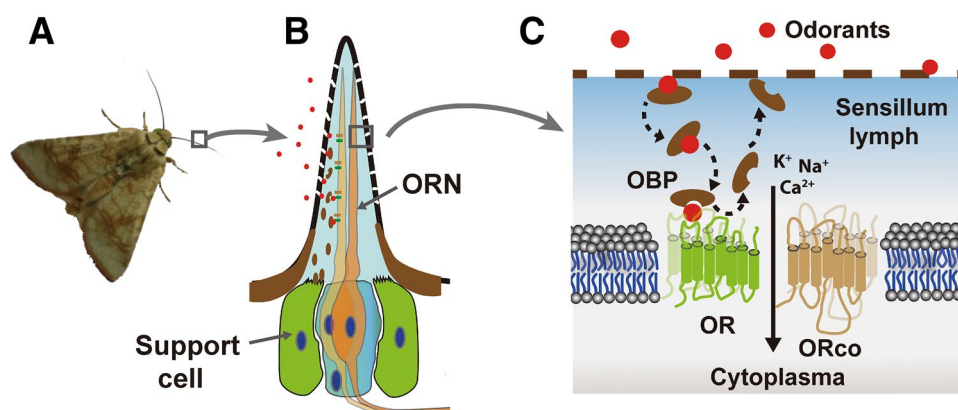 A
B
C
Odorants
Sensillum
lymph
K⁺ Na⁺
Ca²⁺
OBP
ORN
OR
ORco
Support
cell
Cytoplasma